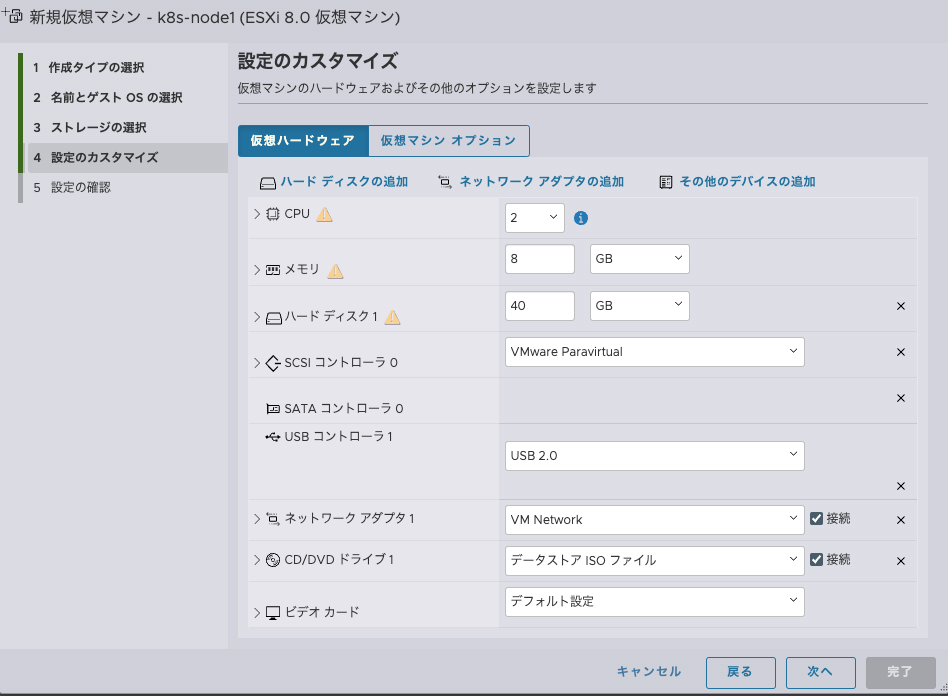 新規仮想マシン - k8s-node1 (ESXi 8.0 仮想マシン)
1 作成タイプの選択
2 名前とゲスト OS の選択
3 ストレージの選択
4 設定のカスタマイズ
5 設定の確認
設定のカスタマイズ
仮想マシンのハードウェアおよびその他のオプションを設定します
仮想ハードウェア 仮想マシン オプション
ハード ディスクの追加 ネットワーク アダプタの追加 その他のデバイスの追加
CPU 2
メモリ 8 GB
ハード ディスク 1 40 GB
SCSI コントローラ 0 VMware Paravirtual
SATA コントローラ 0
USB コントローラ 1 USB 2.0
ネットワーク アダプタ 1 VM Network 接続
CD/DVD ドライブ 1 データストア ISO ファイル 接続
ビデオ カード デフォルト設定
キャンセル 戻る 次へ 完了